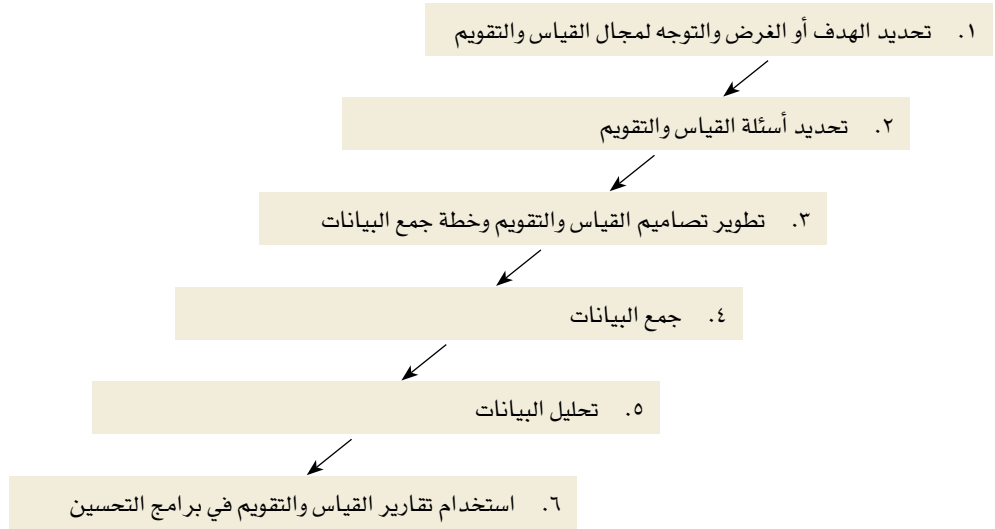 ١. تحديد الهدف أو الغرض والتوجه لمجال القياس والتقويم
٢. تحديد أسئلة القياس والتقويم
٣. تطوير تصاميم القياس والتقويم وخطة جمع البيانات
٤. جمع البيانات
٥. تحليل البيانات
٦. استخدام تقارير القياس والتقويم في برامج التحسين